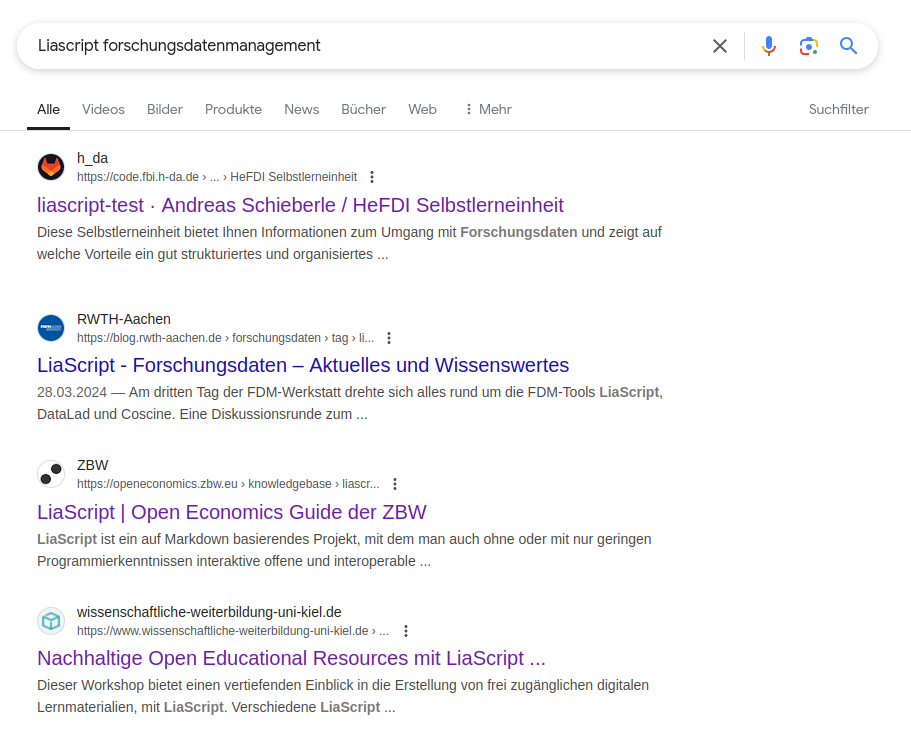 Liascript forschungsdatenmanagement
Alle Videos Bilder Produkte News Bücher Web Mehr Suchfilter
h_da
https://code.fbi.h-da.de › ... › HeFDI Selbstlerneinheit
liascript-test · Andreas Schieberle / HeFDI Selbstlerneinheit
Diese Selbstlerneinheit bietet Ihnen Informationen zum Umgang mit Forschungsdaten und zeigt auf
welche Vorteile ein gut strukturiertes und organisiertes ...
RWTH-Aachen
https://blog.rwth-aachen.de › forschungsdaten › tag › li...
LiaScript - Forschungsdaten – Aktuelles und Wissenswertes
28.03.2024 — Am dritten Tag der FDM-Werkstatt drehte sich alles rund um die FDM-Tools LiaScript,
DataLad und Coscine. Eine Diskussionsrunde zum ...
ZBW
https://openeconomics.zbw.eu › knowledgebase › liascr...
LiaScript | Open Economics Guide der ZBW
LiaScript ist ein auf Markdown basierendes Projekt, mit dem man auch ohne oder mit nur geringen
Programmierkenntnissen interaktive offene und interoperable ...
wissenschaftliche-weiterbildung-uni-kiel.de
https://www.wissenschaftliche-weiterbildung-uni-kiel.de › ...
Nachhaltige Open Educational Resources mit LiaScript ...
Dieser Workshop bietet einen vertiefenden Einblick in die Erstellung von frei zugänglichen digitalen
Lernmaterialien, mit LiaScript. Verschiedene LiaScript ...